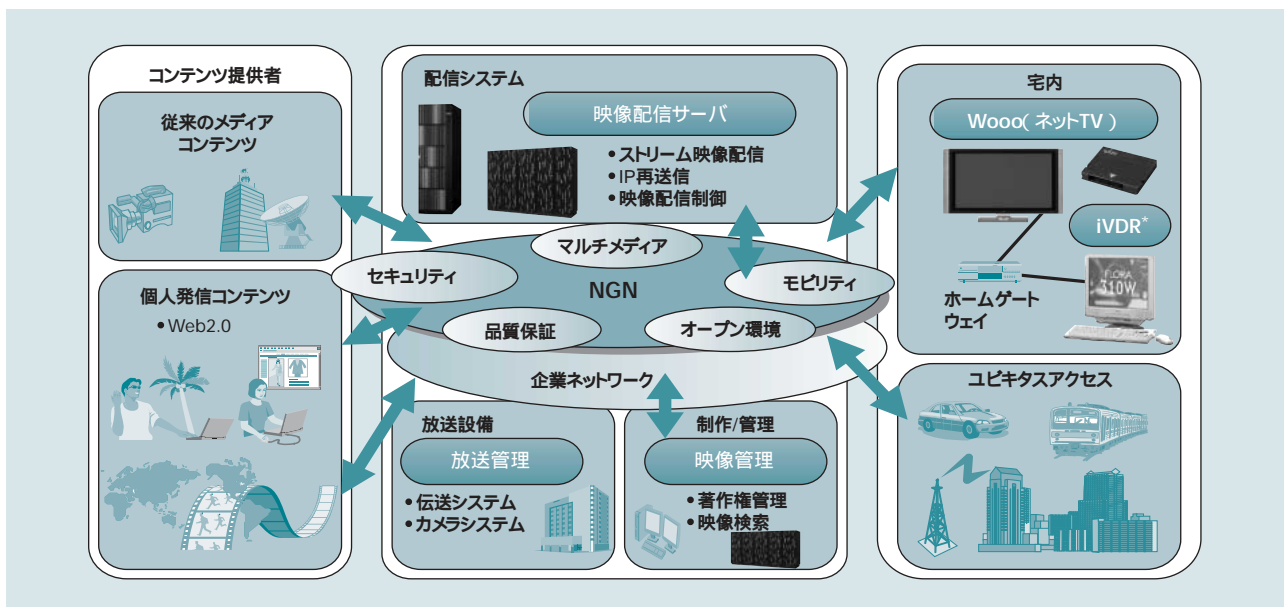 コンテンツ提供者
従来のメディア
コンテンツ
個人発信コンテンツ
•Web2.0
配信システム
映像配信サーバ
•ストリーム映像配信
•IP再送信
•映像配信制御
マルチメディア
セキュリティ
NGN
モビリティ
品質保証
オープン環境
企業ネットワーク
放送設備
放送管理
•伝送システム
•カメラシステム
制作/管理
映像管理
•著作権管理
•映像検索
宅内
Wooo(ネットTV)
iVDR*
ホームゲート
ウェイ
FLORA
310W
ユビキタスアクセス